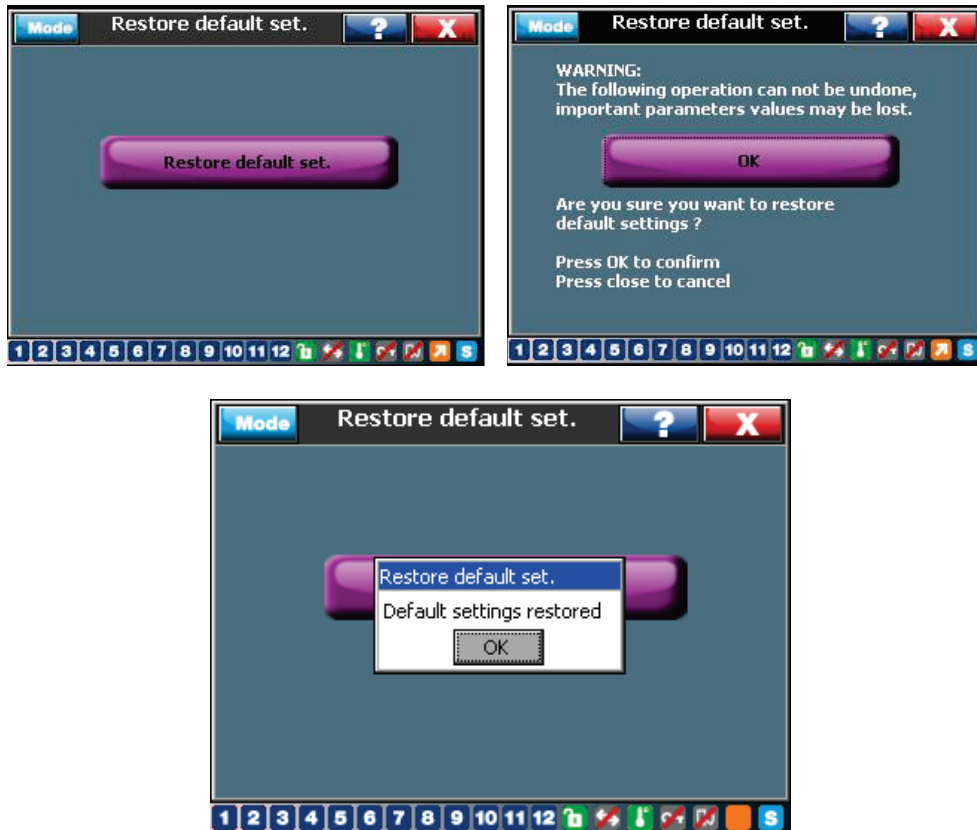 Mode Restore default set. ? X
Restore default set.
1 2 3 4 5 6 7 8 9 10 11 12 S
Mode Restore default set. ? X
WARNING:
The following operation can not be undone,
important parameters values may be lost.
OK
Are you sure you want to restore
default settings ?
Press OK to confirm
Press close to cancel
1 2 3 4 5 6 7 8 9 10 11 12 S
Mode Restore default set. ? X
Restore default set.
Default settings restored
OK
1 2 3 4 5 6 7 8 9 10 11 12 S